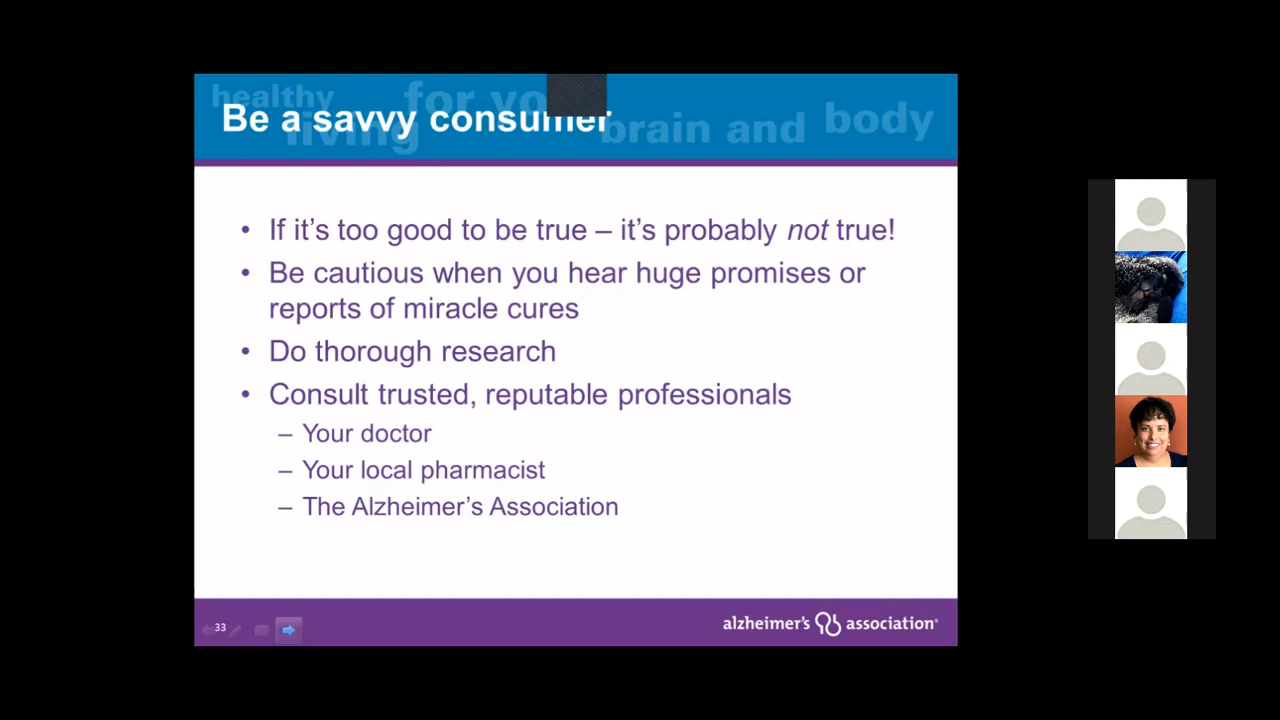 healthy for yo
living brain and body
Be a savvy consumer
• If it’s too good to be true – it’s probably not true!
• Be cautious when you hear huge promises or
reports of miracle cures
• Do thorough research
• Consult trusted, reputable professionals
– Your doctor
– Your local pharmacist
– The Alzheimer’s Association
33
alzheimer’s association®